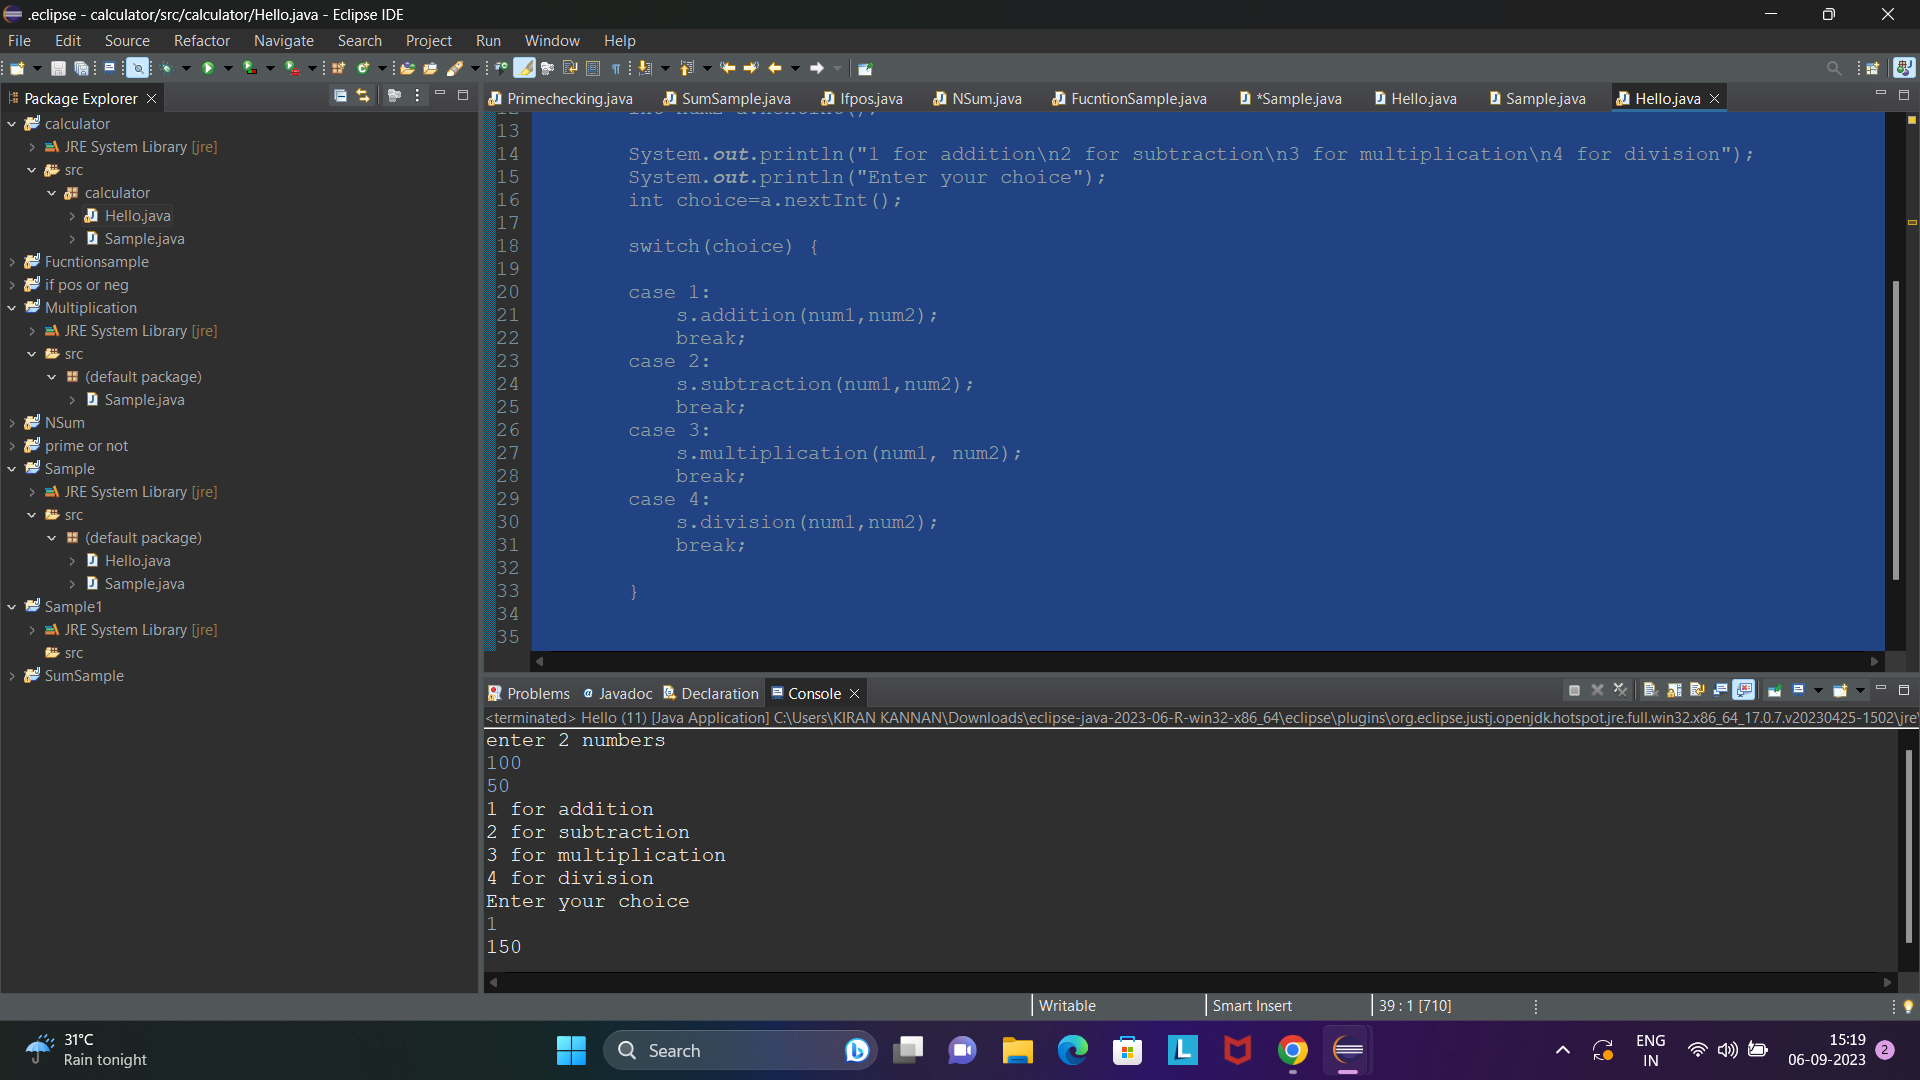 .eclipse - calculator/src/calculator/Hello.java - Eclipse IDE
File Edit Source Refactor Navigate Search Project Run Window Help
Package Explorer
Primechecking.java SumSample.java Ifpos.java NSum.java FucntionSample.java *Sample.java Hello.java Sample.java Hello.java
calculator
JRE System Library [jre]
src
calculator
Hello.java
Sample.java
Fucntionsample
if pos or neg
Multiplication
JRE System Library [jre]
src
(default package)
Sample.java
NSum
prime or not
Sample
JRE System Library [jre]
src
(default package)
Hello.java
Sample.java
Sample1
JRE System Library [jre]
src
SumSample
13
14 System.out.println("1 for addition\n2 for subtraction\n3 for multiplication\n4 for division");
15 System.out.println("Enter your choice");
16 int choice=a.nextInt();
17
18 switch(choice) {
19
20 case 1:
21 s.addition(num1,num2);
22 break;
23 case 2:
24 s.subtraction(num1,num2);
25 break;
26 case 3:
27 s.multiplication(num1, num2);
28 break;
29 case 4:
30 s.division(num1,num2);
31 break;
32
33 }
34
35
Problems Javadoc Declaration Console
<terminated> Hello (11) [Java Application] C:\Users\KIRAN KANNAN\Downloads\eclipse-java-2023-06-R-win32-x86_64\eclipse\plugins\org.eclipse.justj.openjdk.hotspot.jre.full.win32.x86_64_17.0.7.v20230425-1502\jre\
enter 2 numbers
100
50
1 for addition
2 for subtraction
3 for multiplication
4 for division
Enter your choice
1
150
Writable Smart Insert 39 : 1 [710]
31°C
Rain tonight
Search
ENG
IN
15:19
06-09-2023
2